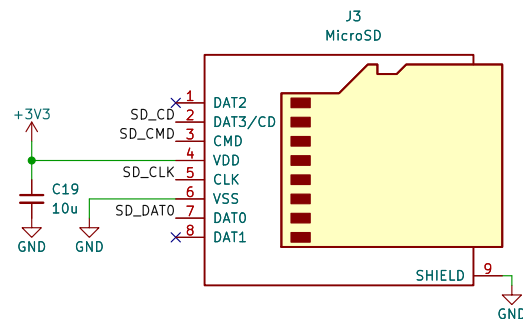 J3
MicroSD
1 DAT2
SD_CD 2 DAT3/CD
SD_CMD 3 CMD
+3V3
4 VDD
SD_CLK 5 CLK
C19
10u
6 VSS
SD_DAT0 7 DAT0
8 DAT1
GND
GND
SHIELD 9
GND